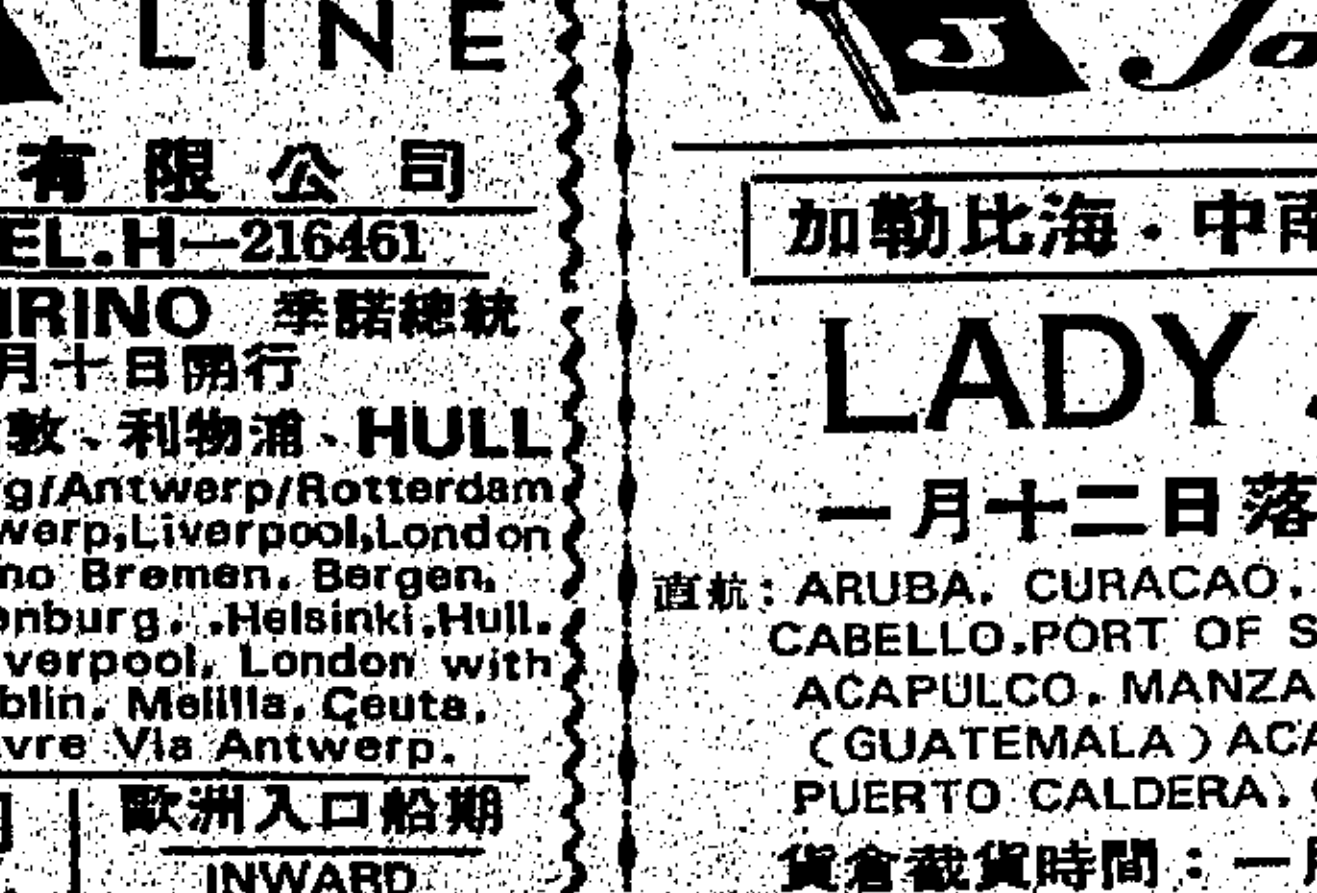 LINE
有限公司
TEL.H—216461
季諾總統
月十日開行
敦、利物浦、HULL
g/Antwerp/Rotterdam
werp,Liverpool,London
no Bremen. Bergen.
enburg. .Helsinki.Hull.
verpool, London with
blin. Melilla. Ceuta.
vre Via Antwerp.
歐洲入口船期
INWARD
J
加勒比海·中南
LADY
一月十二日落
直航：ARUBA. CURACAO.
CABELLO.PORT OF S
ACAPULCO. MANZA
(GUATEMALA) ACA
PUERTO CALDERA、
貨倉截貨時間：一月